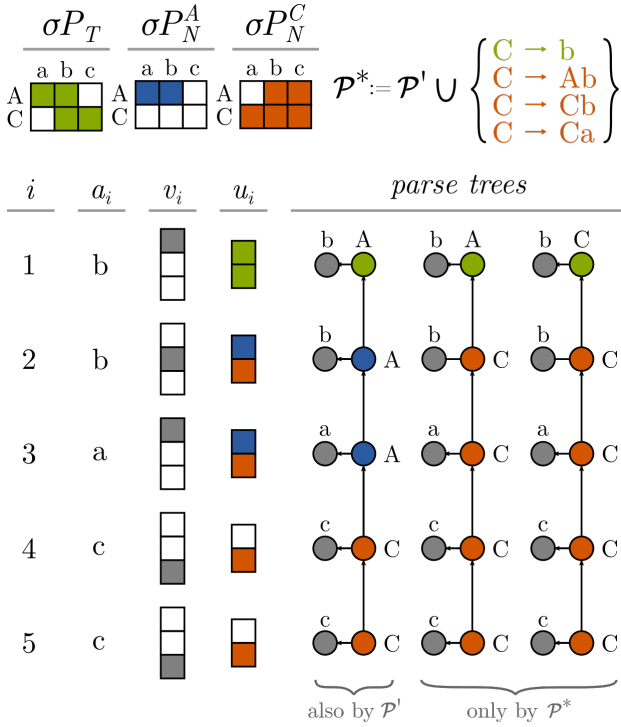 σP_T σP_N^A σP_N^C
a b c a b c a b c
A A A
C C C
𝒫*:= 𝒫' ∪ { C → b
C → Ab
C → Cb
C → Ca }
i a_i v_i u_i parse trees
b A b A b C
1 b
b b b
2 b A C C
a a a
3 a A C C
c c c
4 c C C C
c c c
5 c C C C
also by 𝒫' only by 𝒫*